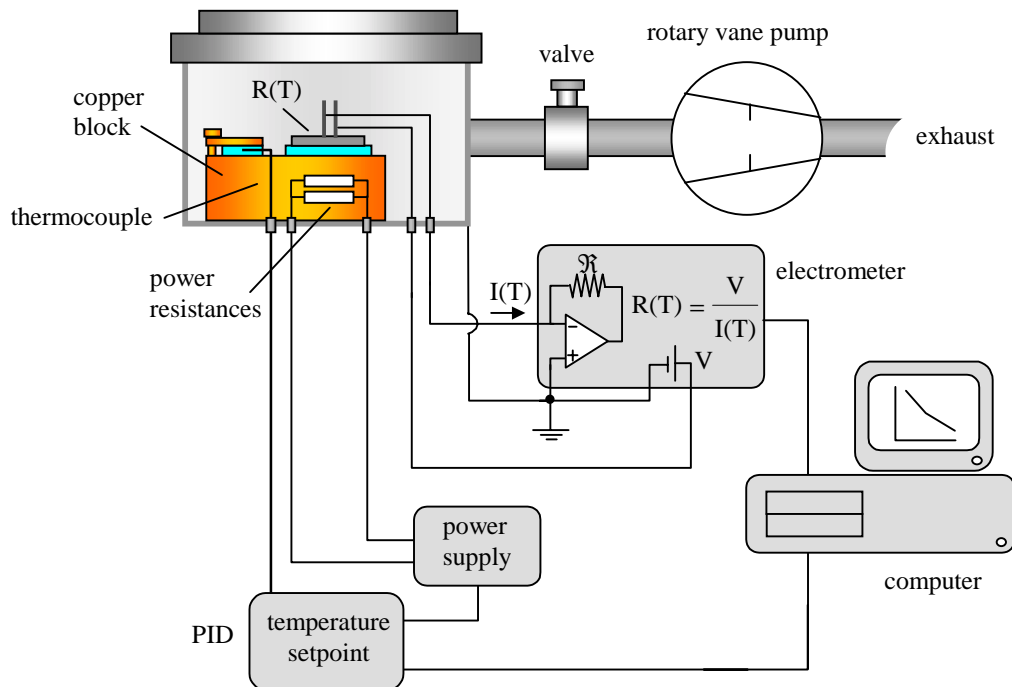 rotary vane pump
valve
R(T)
copper
block
exhaust
thermocouple
power
resistances
ℜ
electrometer
I(T)
R(T) = V
I(T)
−
+
V
power
supply
computer
PID
temperature
setpoint